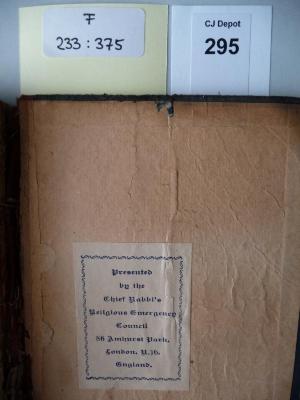 F
233:375
CJ Depot
295
Presented
by the
Chief Rabbi's
Religious Emergency
Council
86 Amhurst Park,
London, N.16.
England.